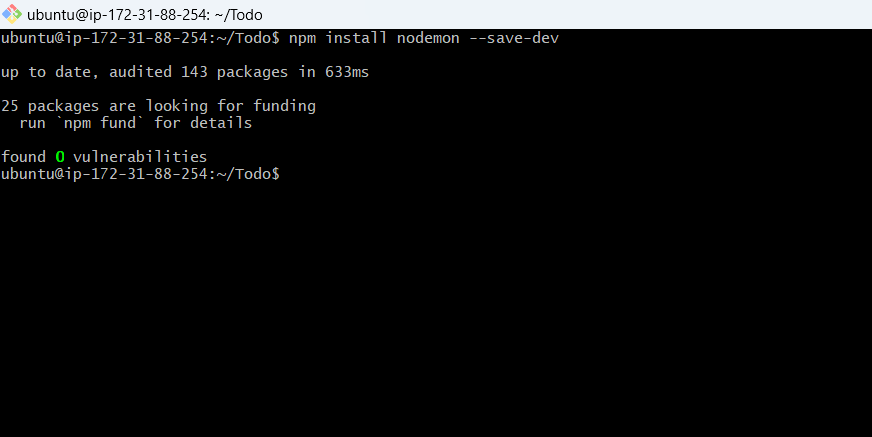 ubuntu@ip-172-31-88-254: ~/Todo
ubuntu@ip-172-31-88-254:~/Todo$ npm install nodemon --save-dev
up to date, audited 143 packages in 633ms
25 packages are looking for funding
  run `npm fund` for details
found 0 vulnerabilities
ubuntu@ip-172-31-88-254:~/Todo$